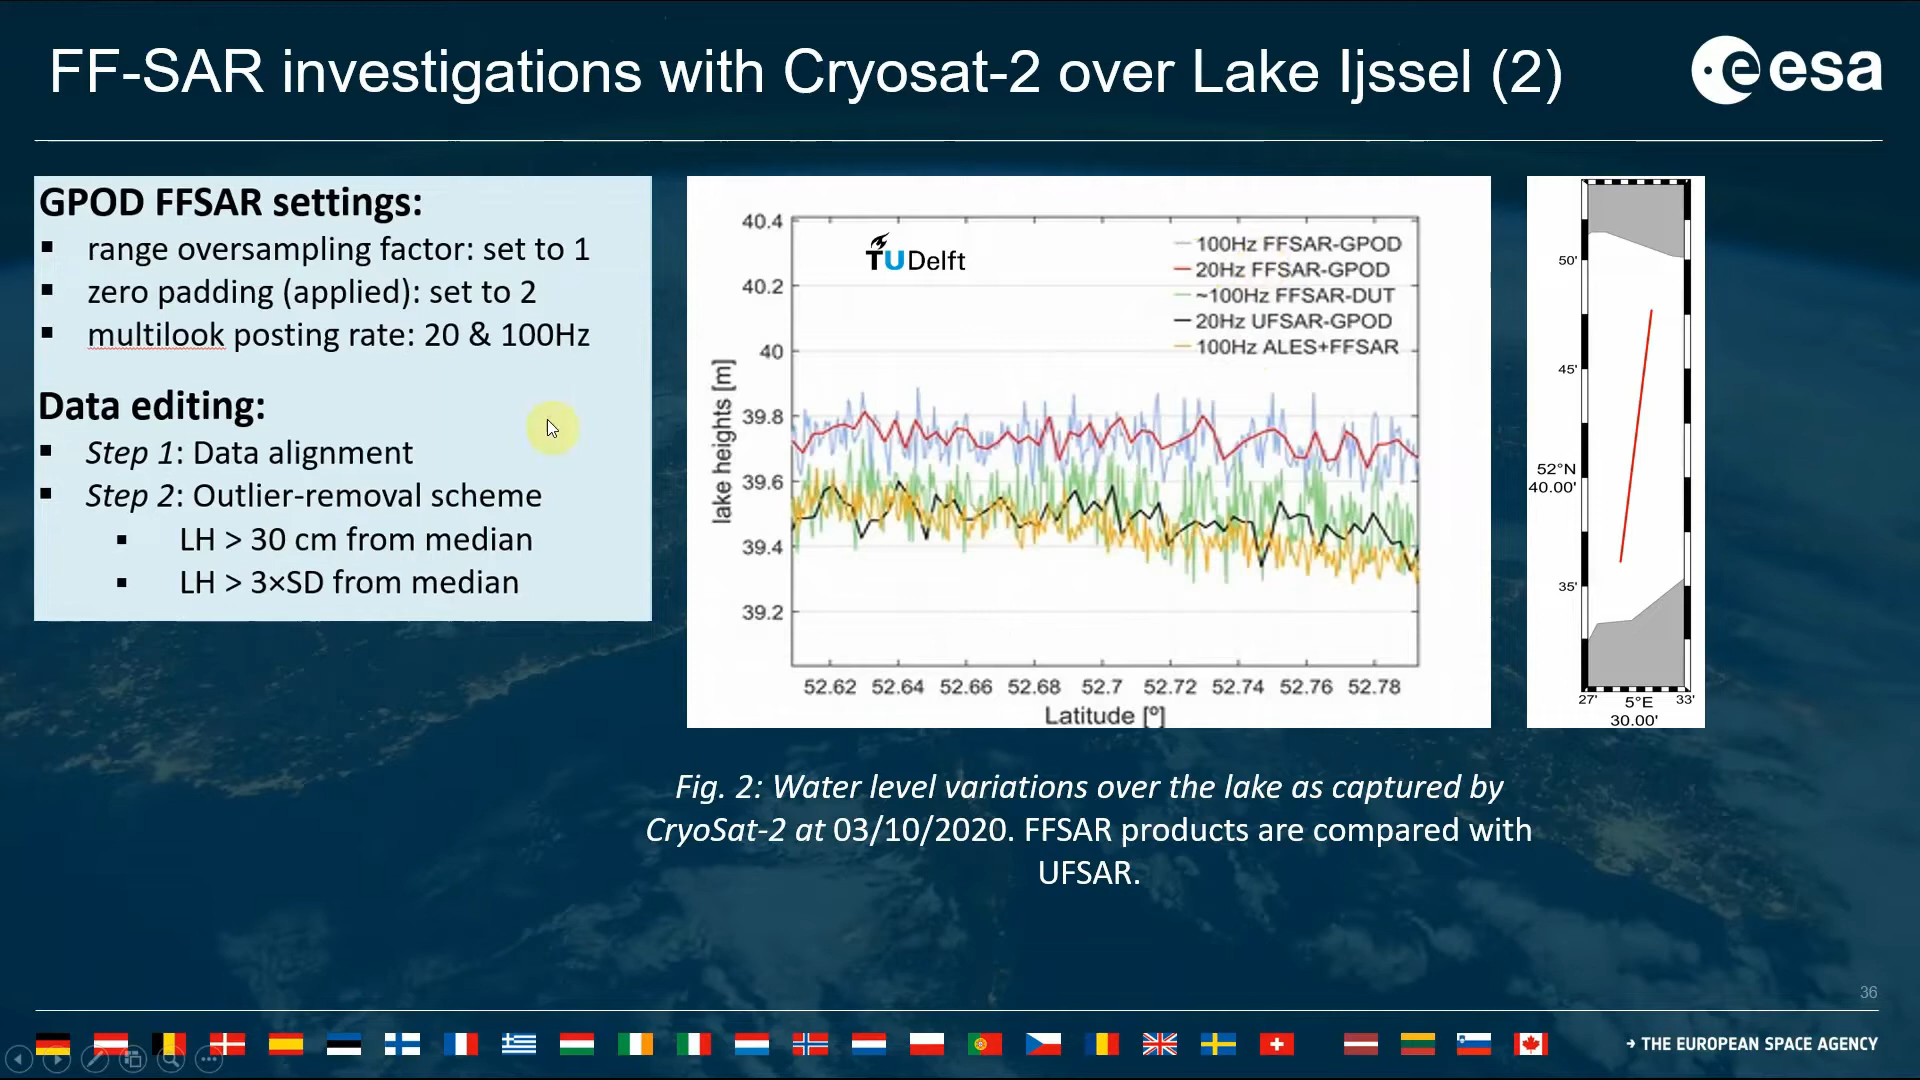 FF-SAR investigations with Cryosat-2 over Lake Ijssel (2)
esa
GPOD FFSAR settings:
range oversampling factor: set to 1
zero padding (applied): set to 2
multilook posting rate: 20 & 100Hz
Data editing:
Step 1: Data alignment
Step 2: Outlier-removal scheme
LH > 30 cm from median
LH > 3×SD from median
TU Delft
100Hz FFSAR-GPOD
20Hz FFSAR-GPOD
~100Hz FFSAR-DUT
20Hz UFSAR-GPOD
100Hz ALES+FFSAR
lake heights [m]
40.4
40.2
40
39.8
39.6
39.4
39.2
52.62 52.64 52.66 52.68 52.7 52.72 52.74 52.76 52.78
Latitude [º]
50'
45'
52°N
40.00'
35'
27' 5°E 33'
30.00'
Fig. 2: Water level variations over the lake as captured by
CryoSat-2 at 03/10/2020. FFSAR products are compared with
UFSAR.
36
→ THE EUROPEAN SPACE AGENCY